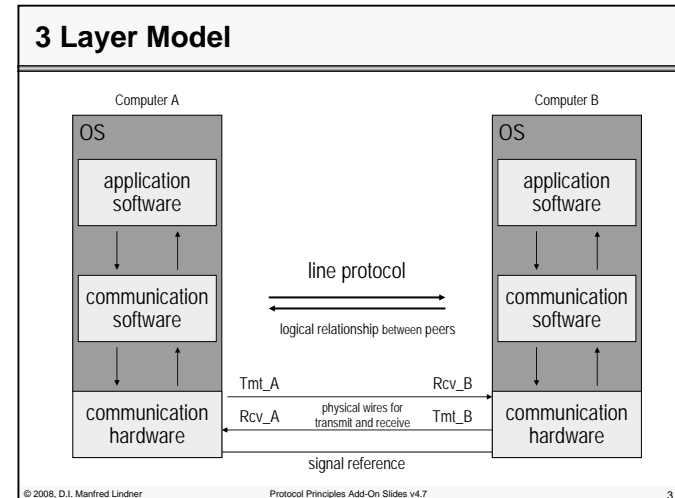 3 Layer Model
Computer A
Computer B
OS
OS
application
software
application
software
line protocol
communication
software
communication
software
logical relationship between peers
Tmt_A
Rcv_B
communication
hardware
Rcv_A
physical wires for
transmit and receive
Tmt_B
communication
hardware
signal reference
© 2008, D.I. Manfred Lindner
Protocol Principles Add-On Slides v4.7
3